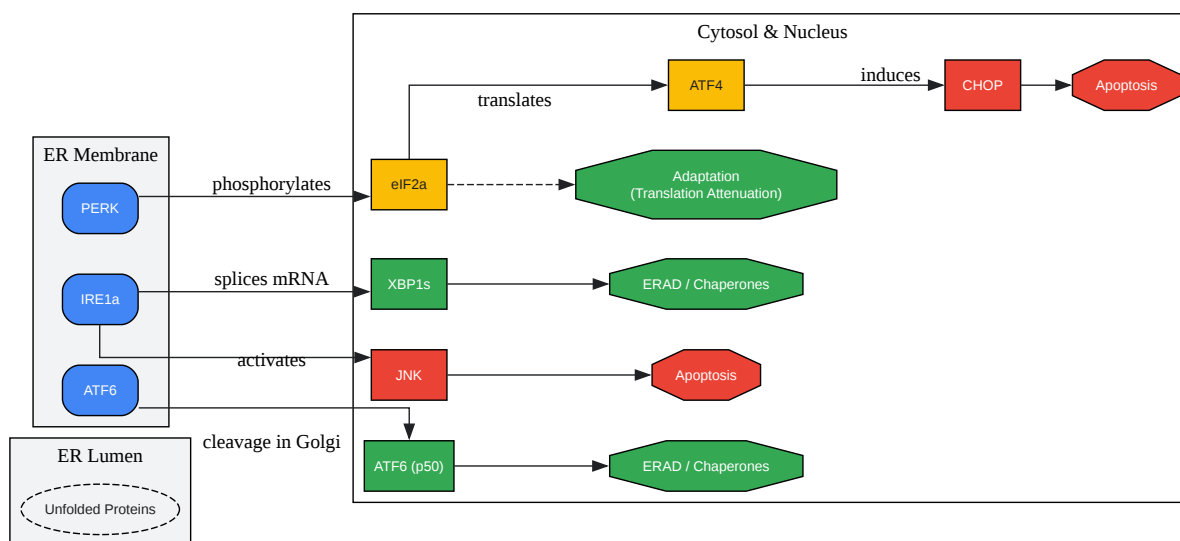 Cytosol & Nucleus
translates
ATF4
induces
CHOP
Apoptosis
ER Membrane
PERK
phosphorylates
eIF2a
Adaptation
(Translation Attenuation)
IRE1a
splices mRNA
XBP1s
ERAD / Chaperones
activates
JNK
Apoptosis
ATF6
cleavage in Golgi
ATF6 (p50)
ERAD / Chaperones
ER Lumen
Unfolded Proteins